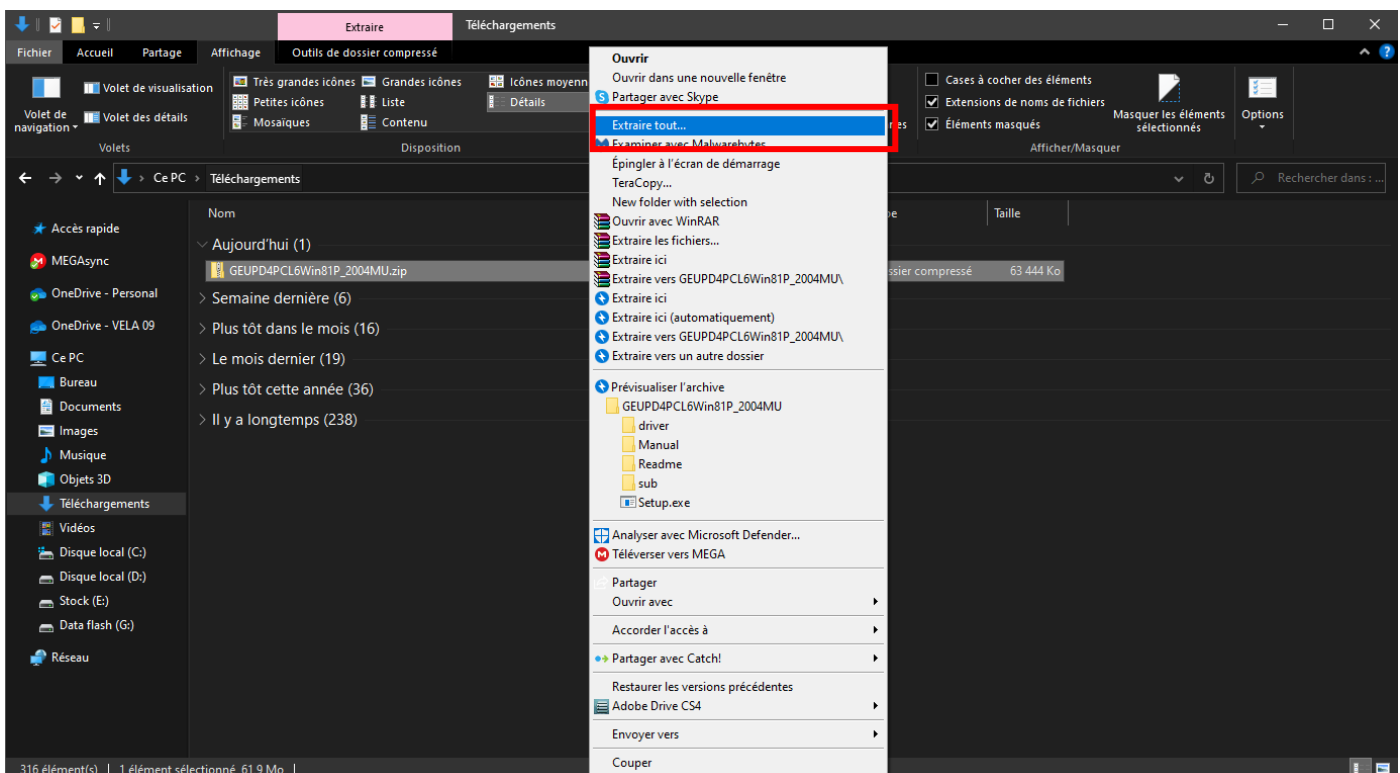 Extraire
Téléchargements
Fichier
Accueil
Partage
Affichage
Outils de dossier compressé
Volet de navigation
Volet de visualisation
Volet des détails
Volets
Très grandes icônes
Grandes icônes
Icônes moyenn
Petites icônes
Liste
Détails
Mosaïques
Contenu
Disposition
Cases à cocher des éléments
Extensions de noms de fichiers
Éléments masqués
Masquer les éléments
sélectionnés
Options
Afficher/Masquer
Ce PC
Téléchargements
Rechercher dans : ...
Accès rapide
MEGAsync
OneDrive - Personal
OneDrive - VELA 09
Ce PC
Bureau
Documents
Images
Musique
Objets 3D
Téléchargements
Vidéos
Disque local (C:)
Disque local (D:)
Stock (E:)
Data flash (G:)
Réseau
Nom
Taille
Aujourd'hui (1)
GEUPD4PCL6Win81P_2004MU.zip
ssier compressé
63 444 Ko
Semaine dernière (6)
Plus tôt dans le mois (16)
Le mois dernier (19)
Plus tôt cette année (36)
Il y a longtemps (238)
Ouvrir
Ouvrir dans une nouvelle fenêtre
Partager avec Skype
Extraire tout...
Examiner avec Malwarebytes
Épingler à l'écran de démarrage
TeraCopy...
New folder with selection
Ouvrir avec WinRAR
Extraire les fichiers...
Extraire ici
Extraire vers GEUPD4PCL6Win81P_2004MU\
Extraire ici
Extraire ici (automatiquement)
Extraire vers GEUPD4PCL6Win81P_2004MU\
Extraire vers un autre dossier
Prévisualiser l'archive
GEUPD4PCL6Win81P_2004MU
driver
Manual
Readme
sub
Setup.exe
Analyser avec Microsoft Defender...
Téléverser vers MEGA
Partager
Ouvrir avec
Accorder l'accès à
Partager avec Catch!
Restaurer les versions précédentes
Adobe Drive CS4
Envoyer vers
Couper
316 élément(s)
1 élément sélectionné 61,9 Mo